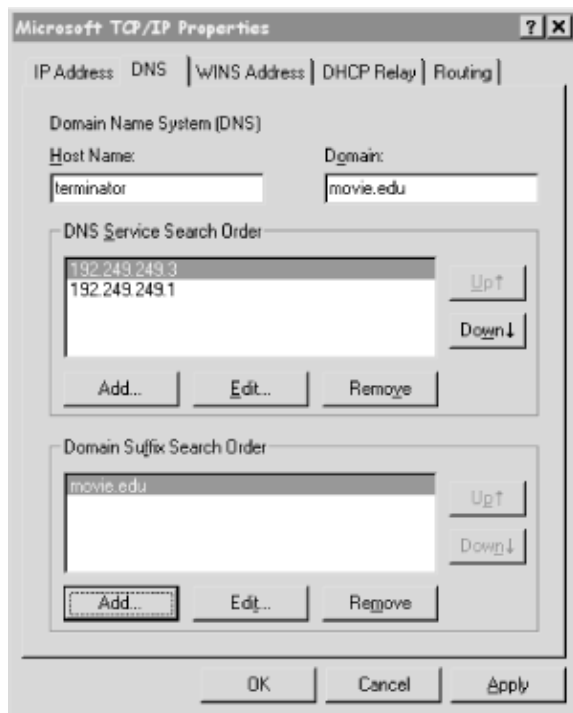 Microsoft TCP/IP Properties ? X
IP Address DNS WINS Address DHCP Relay Routing
Domain Name System (DNS)
Host Name: Domain:
terminator movie.edu
DNS Service Search Order
192.249.249.3
192.249.249.1
Up↑
Down↓
Add... Edit... Remove
Domain Suffix Search Order
movie.edu
Up↑
Down↓
Add... Edit... Remove
OK Cancel Apply